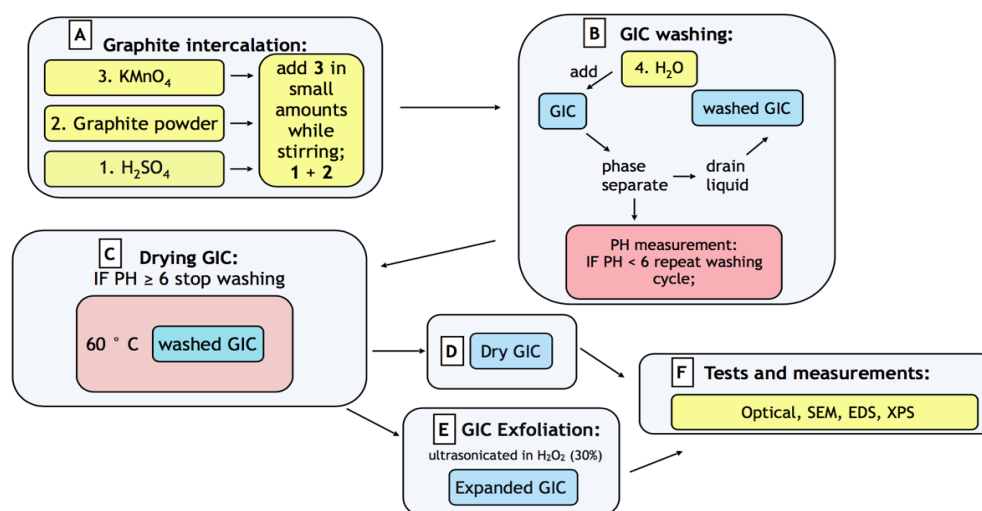 A
Graphite intercalation:
3. KMnO₄
2. Graphite powder
1. H₂SO₄
add 3 in
small
amounts
while
stirring;
1 + 2
B
GIC washing:
add
4. H₂O
GIC
washed GIC
phase
separate
drain
liquid
PH measurement:
IF PH < 6 repeat washing
cycle;
C
Drying GIC:
IF PH ≥ 6 stop washing
60 ° C
washed GIC
D
Dry GIC
E
GIC Exfoliation:
ultrasonicated in H₂O₂ (30%)
Expanded GIC
F
Tests and measurements:
Optical, SEM, EDS, XPS